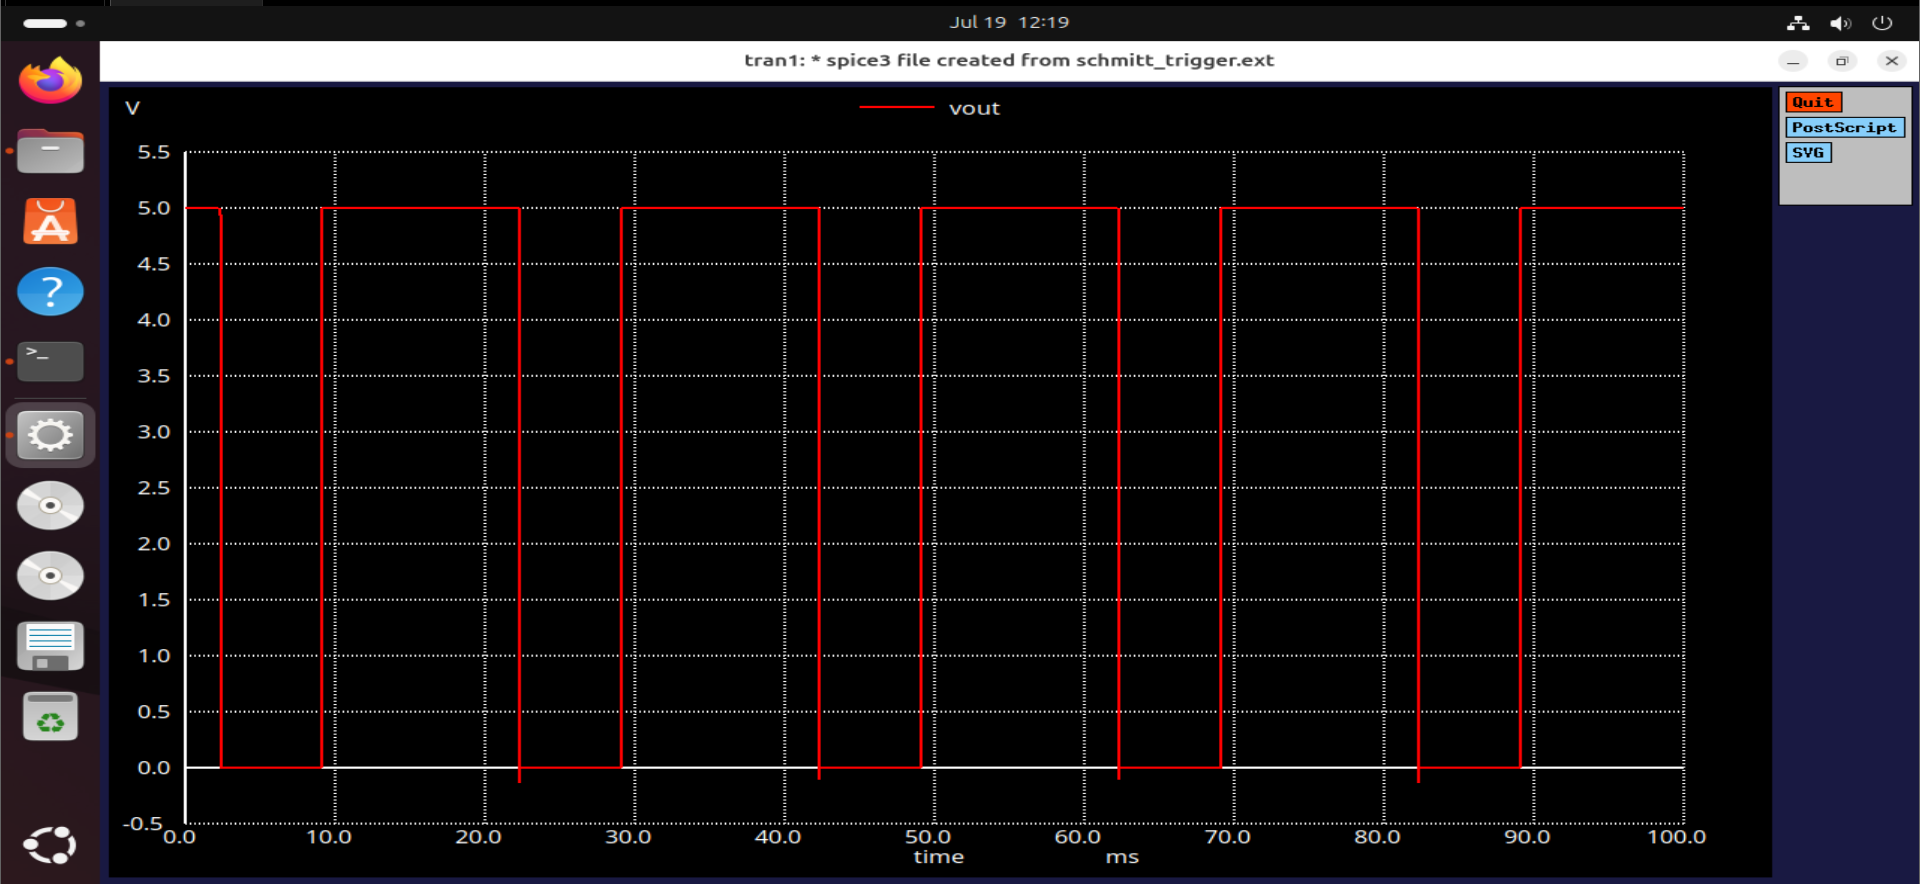 Jul 19 12:19
tran1: * spice3 file created from schmitt_trigger.ext
V
vout
Quit
PostScript
SVG
5.5
5.0
4.5
4.0
3.5
3.0
2.5
2.0
1.5
1.0
0.5
0.0
-0.5
0.0 10.0 20.0 30.0 40.0 50.0 60.0 70.0 80.0 90.0 100.0
time ms